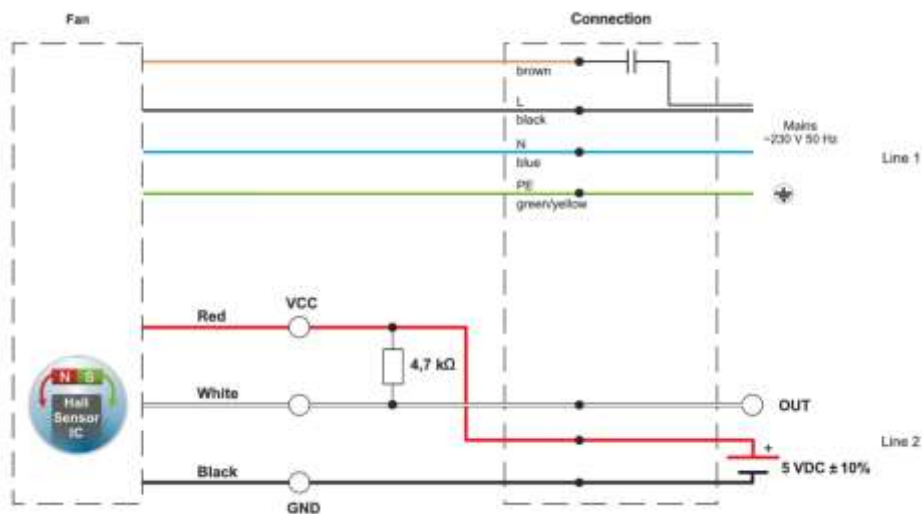 Fan
Connection
brown
L
black
Mains
~230 V 50 Hz
N
blue
Line 1
PE
green/yellow
Red
VCC
4,7 kΩ
N S
Hall
Sensor
IC
White
OUT
Line 2
+
5 VDC ± 10%
Black
GND